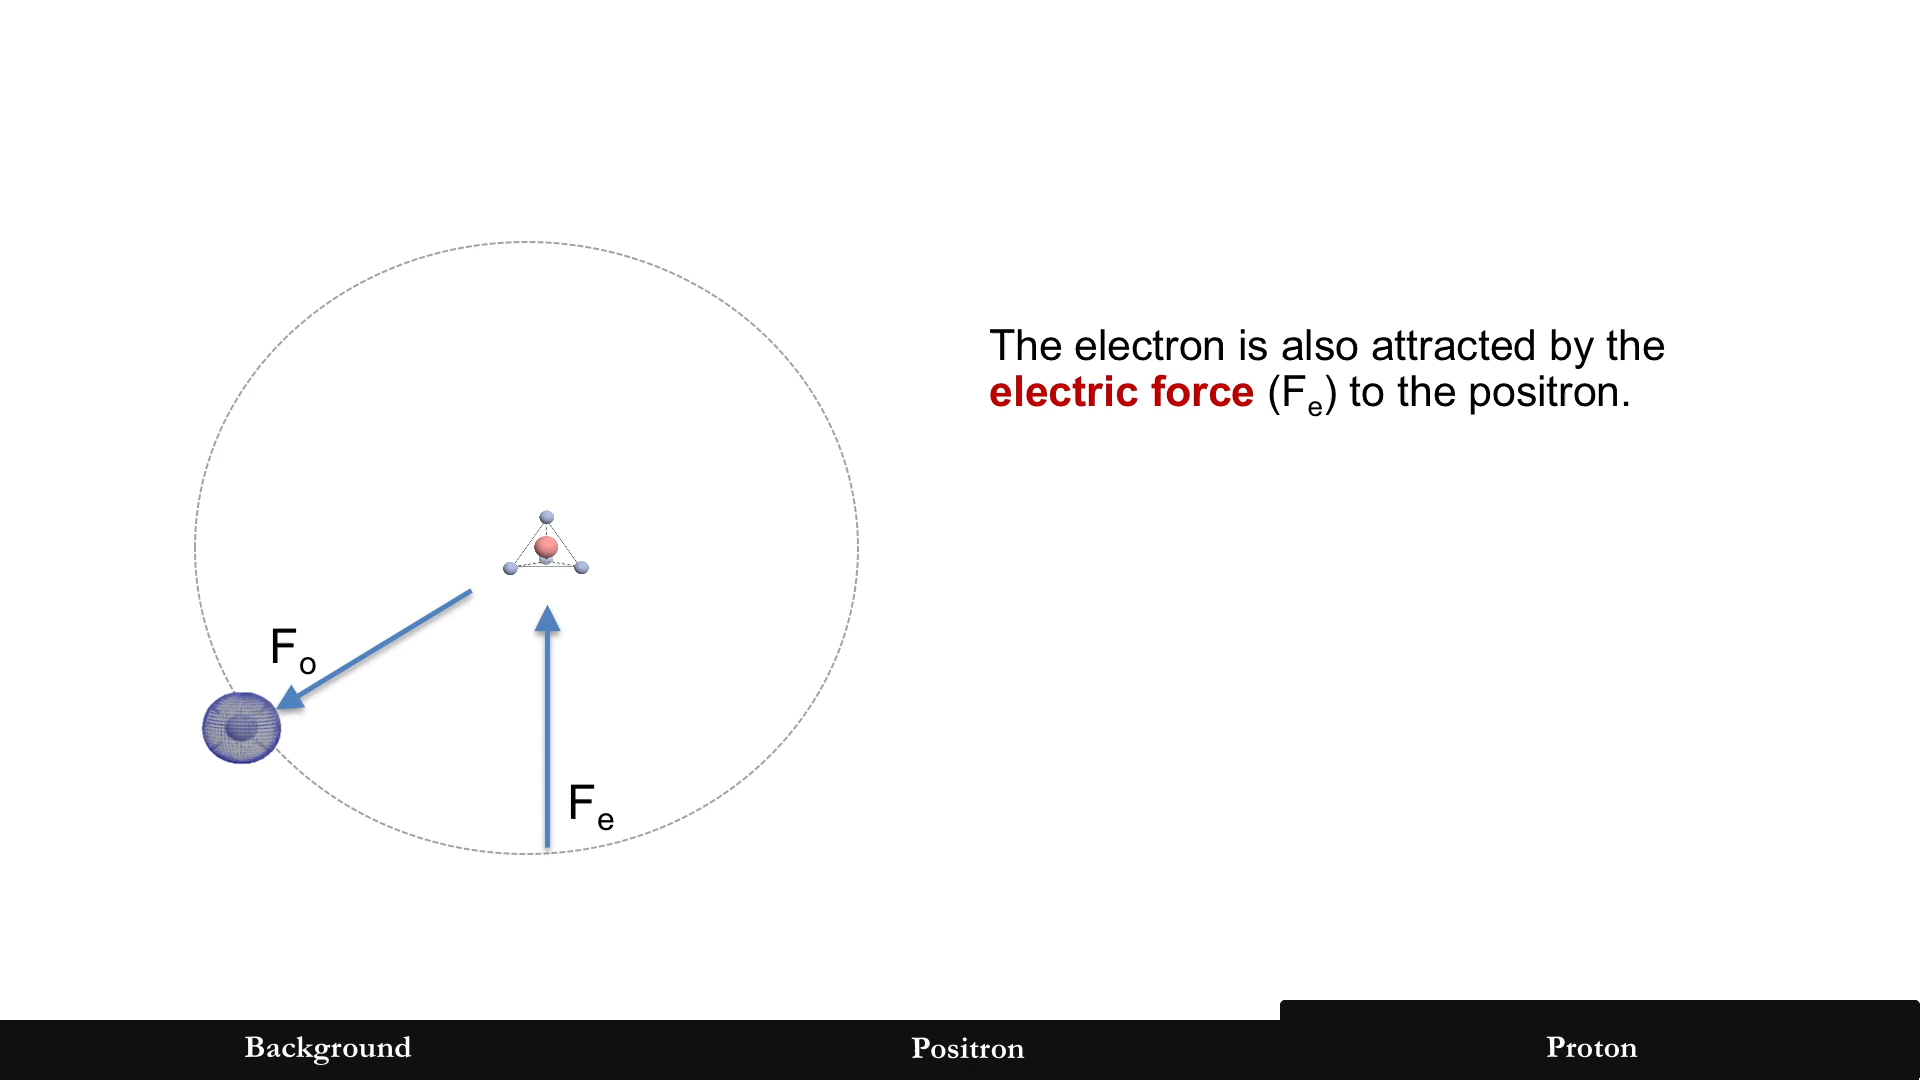 The electron is also attracted by the
electric force (Fe) to the positron.
Fo
Fe
Background
Positron
Proton